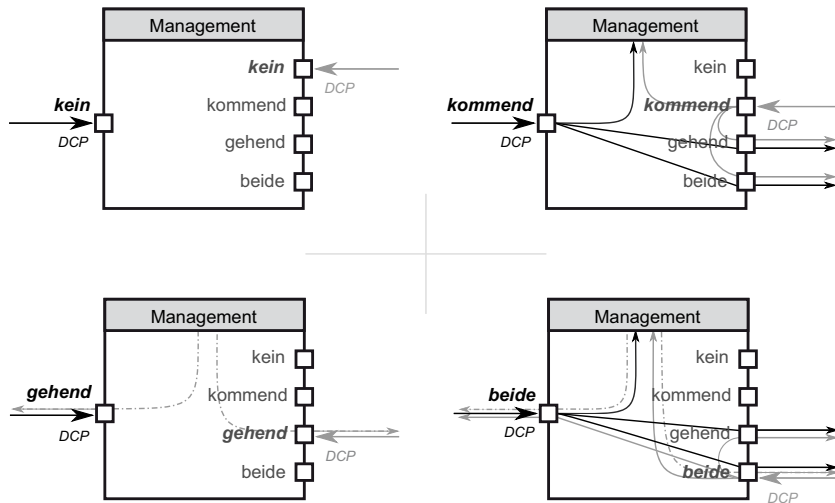 Management
kein
kein
DCP
kommend
DCP
gehend
beide
Management
kein
kommend
kommend
DCP
DCP
gehend
beide
Management
kein
gehend
kommend
DCP
gehend
DCP
beide
Management
kein
beide
kommend
DCP
gehend
beide
DCP